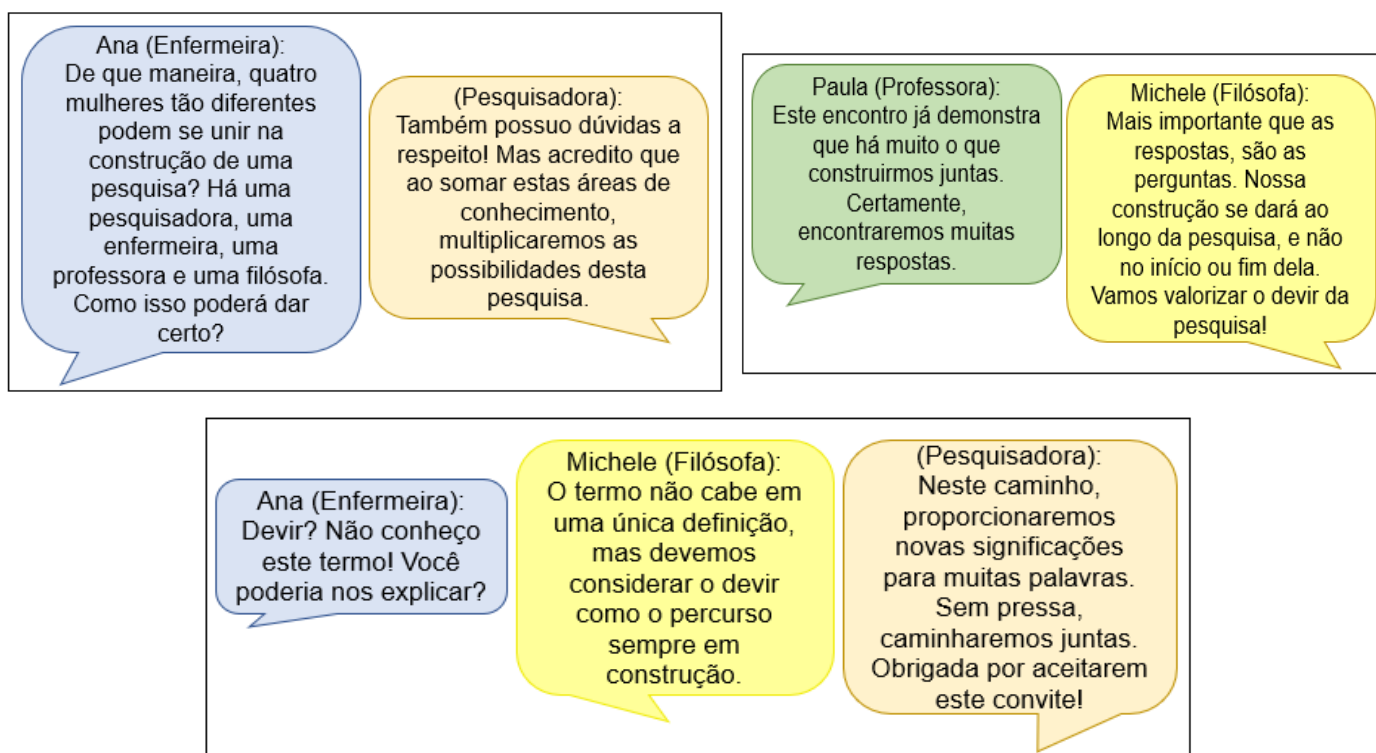 Ana (Enfermeira):
De que maneira, quatro
mulheres tão diferentes
podem se unir na
construção de uma
pesquisa? Há uma
pesquisadora, uma
enfermeira, uma
professora e uma filósofa.
Como isso poderá dar
certo?
(Pesquisadora):
Também possuo dúvidas a
respeito! Mas acredito que
ao somar estas áreas de
conhecimento,
multiplicaremos as
possibilidades desta
pesquisa.
Paula (Professora):
Este encontro já demonstra
que há muito o que
construirmos juntas.
Certamente,
encontraremos muitas
respostas.
Michele (Filósofa):
Mais importante que as
respostas, são as
perguntas. Nossa
construção se dará ao
longo da pesquisa, e não
no início ou fim dela.
Vamos valorizar o devir da
pesquisa!
Ana (Enfermeira):
Devir? Não conheço
este termo! Você
poderia nos explicar?
Michele (Filósofa):
O termo não cabe em
uma única definição,
mas devemos
considerar o devir
como o percurso
sempre em
construção.
(Pesquisadora):
Neste caminho,
proporcionaremos
novas significações
para muitas palavras.
Sem pressa,
caminharemos juntas.
Obrigada por aceitarem
este convite!